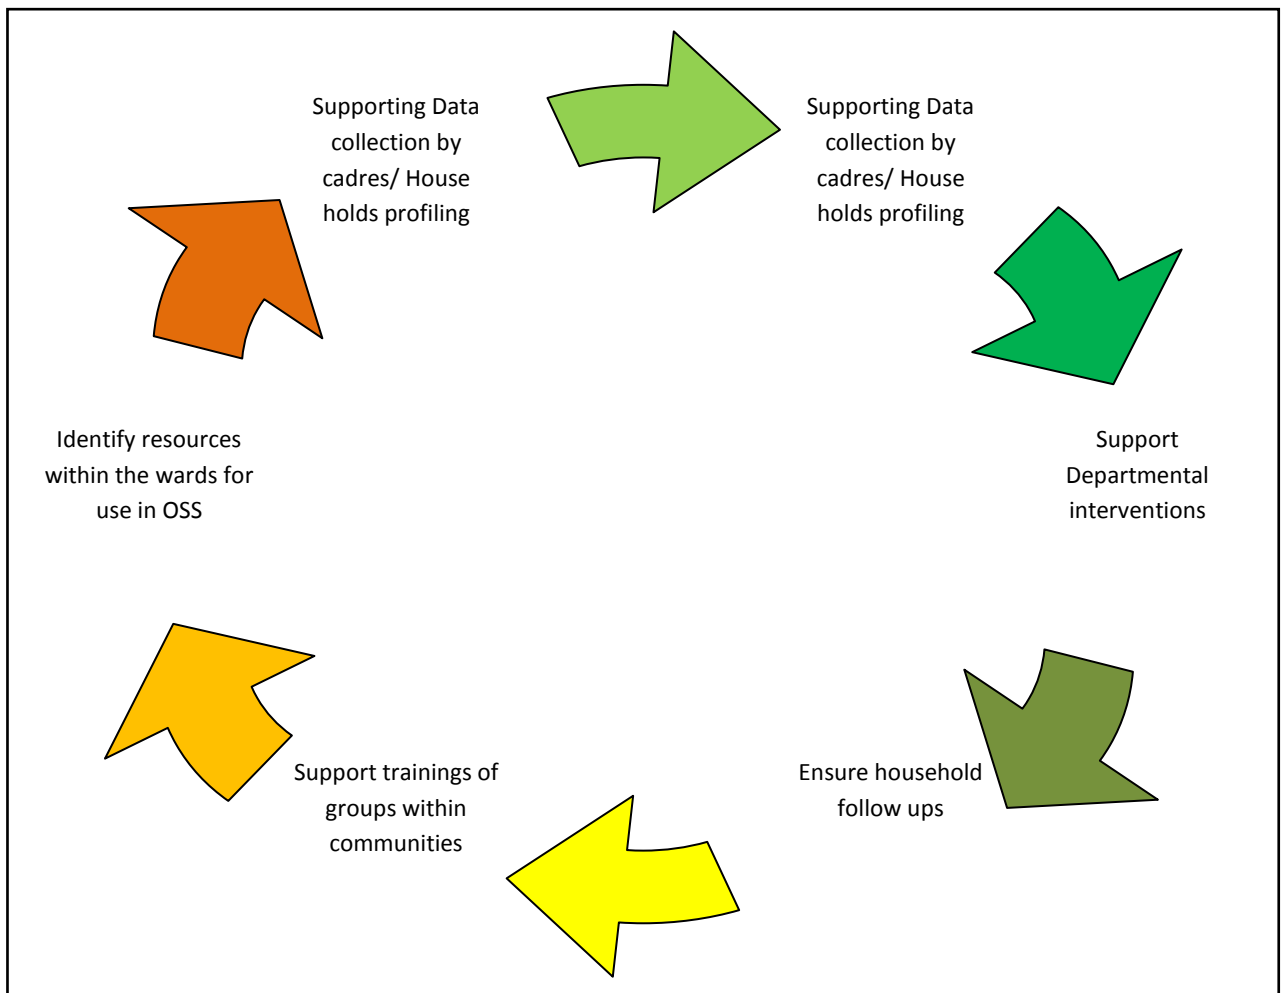 Supporting Data
collection by
cadres/ House
holds profiling
Supporting Data
collection by
cadres/ House
holds profiling
Support
Departmental
interventions
Ensure household
follow ups
Support trainings of
groups within
communities
Identify resources
within the wards for
use in OSS